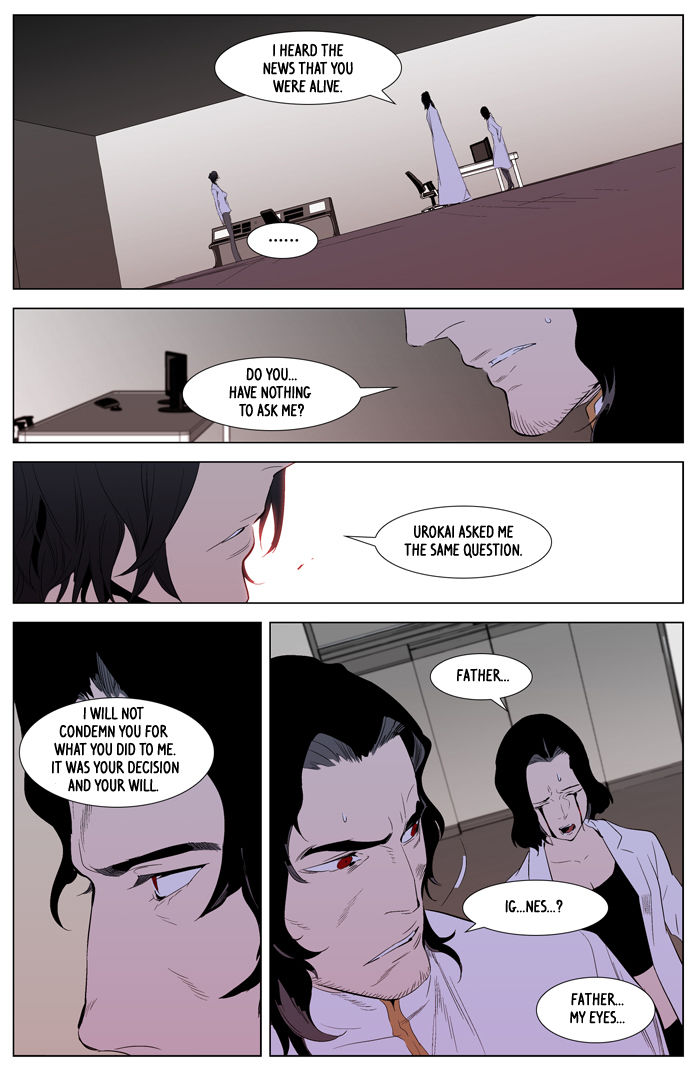 I HEARD THE
NEWS THAT YOU
WERE ALIVE.
......
DO YOU...
HAVE NOTHING
TO ASK ME?
UROKAI ASKED ME
THE SAME QUESTION.
I WILL NOT
CONDEMN YOU FOR
WHAT YOU DID TO ME.
IT WAS YOUR DECISION
AND YOUR WILL.
FATHER...
IG...NES...?
FATHER...
MY EYES...